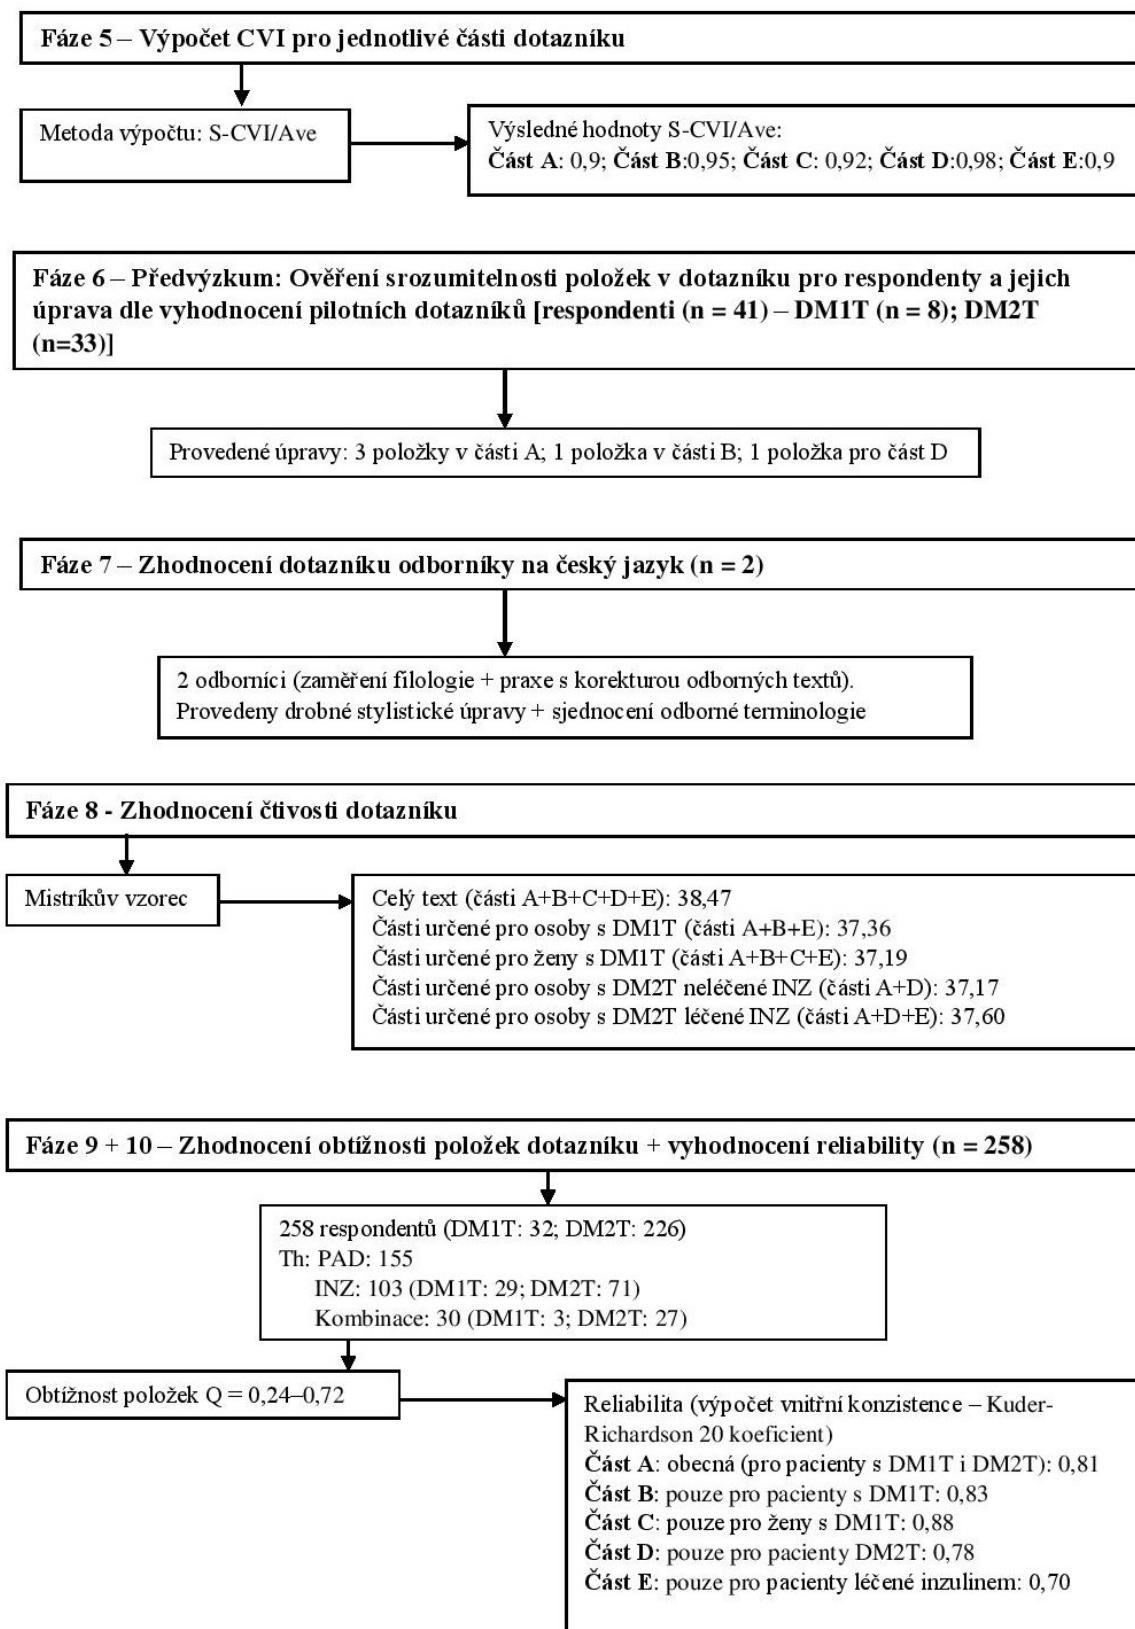 Fáze 5 – Výpočet CVI pro jednotlivé části dotazníku
Metoda výpočtu: S-CVI/Ave
Výsledné hodnoty S-CVI/Ave:
Část A: 0,9; Část B:0,95; Část C: 0,92; Část D:0,98; Část E:0,9
Fáze 6 – Předvýzkum: Ověření srozumitelnosti položek v dotazníku pro respondenty a jejich
úprava dle vyhodnocení pilotních dotazníků [respondenti (n = 41) – DM1T (n = 8); DM2T
(n=33)]
Provedené úpravy: 3 položky v části A; 1 položka v části B; 1 položka pro část D
Fáze 7 – Zhodnocení dotazníku odborníky na český jazyk (n = 2)
2 odborníci (zaměření filologie + praxe s korekturou odborných textů).
Provedeny drobné stylistické úpravy + sjednocení odborné terminologie
Fáze 8 - Zhodnocení čtivosti dotazníku
Mistríkův vzorec
Celý text (části A+B+C+D+E): 38,47
Části určené pro osoby s DM1T (části A+B+E): 37,36
Části určené pro ženy s DM1T (části A+B+C+E): 37,19
Části určené pro osoby s DM2T neléčené INZ (části A+D): 37,17
Části určené pro osoby s DM2T léčené INZ (části A+D+E): 37,60
Fáze 9 + 10 – Zhodnocení obtížnosti položek dotazníku + vyhodnocení reliability (n = 258)
258 respondentů (DM1T: 32; DM2T: 226)
Th: PAD: 155
INZ: 103 (DM1T: 29; DM2T: 71)
Kombinace: 30 (DM1T: 3; DM2T: 27)
Obtížnost položek Q = 0,24–0,72
Reliabilita (výpočet vnitřní konzistence – Kuder-
Richardson 20 koeficient)
Část A: obecná (pro pacienty s DM1T i DM2T): 0,81
Část B: pouze pro pacienty s DM1T: 0,83
Část C: pouze pro ženy s DM1T: 0,88
Část D: pouze pro pacienty DM2T: 0,78
Část E: pouze pro pacienty léčené inzulinem: 0,70